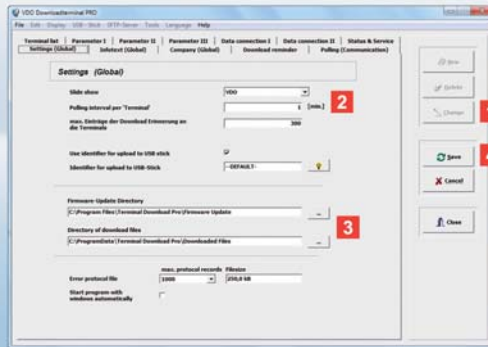 VDO Downloadterminal PRO
File Edit Display USB-Stick SFTP-Server Tools Language Help
Terminal list Parameter I Parameter II Parameter III Data connection I Data connection II Status & Service
Settings (Global) Infotext (Global) Company (Global) Download reminder Polling (Communication)
Settings (Global)
Slide show VDO
Polling interval per 'Terminal' 1 [min.]
2
max. Einträge der Download Erinnerung an die Terminals 300
Use identifier for upload to USB stick
Identifier for upload to USB-Stick --DEFAULT--
Firmware-Update Directory
C:\Program Files\Terminal Download Pro\Firmware Update ...
3
Directory of download files
C:\ProgramData\Terminal Download Pro\Downloaded Files ...
max. protocol records Filesize
Error protocol file 1000 250,0 kB
Start program with windows automatically
New
Delete
Change
Save
Cancel
Close